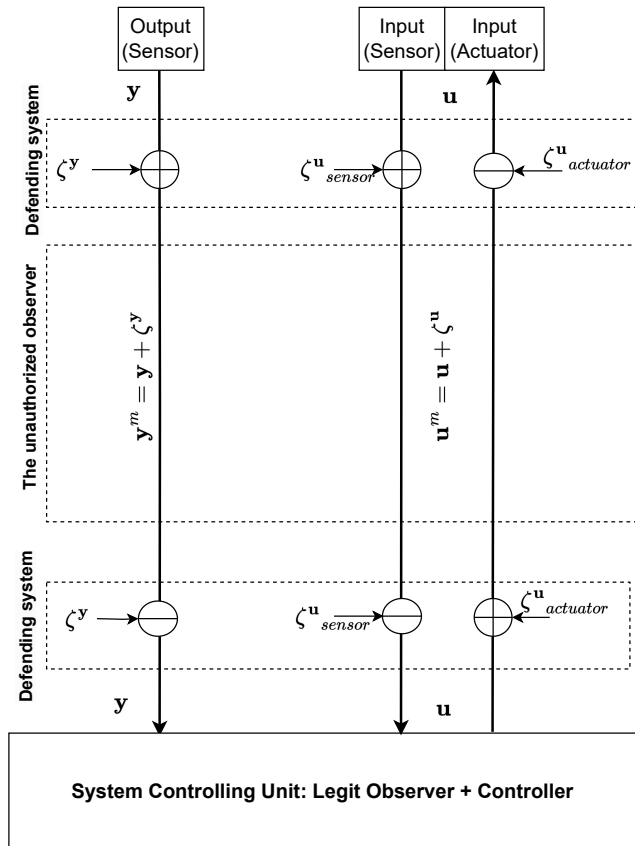 Output
(Sensor)
Input
(Sensor)
Input
(Actuator)
y
u
Defending system
ζ^y
ζ^u_sensor
ζ^u_actuator
The unauthorized observer
y^m = y + ζ^y
u^m = u + ζ^u
Defending system
ζ^y
ζ^u_sensor
ζ^u_actuator
y
u
System Controlling Unit: Legit Observer + Controller